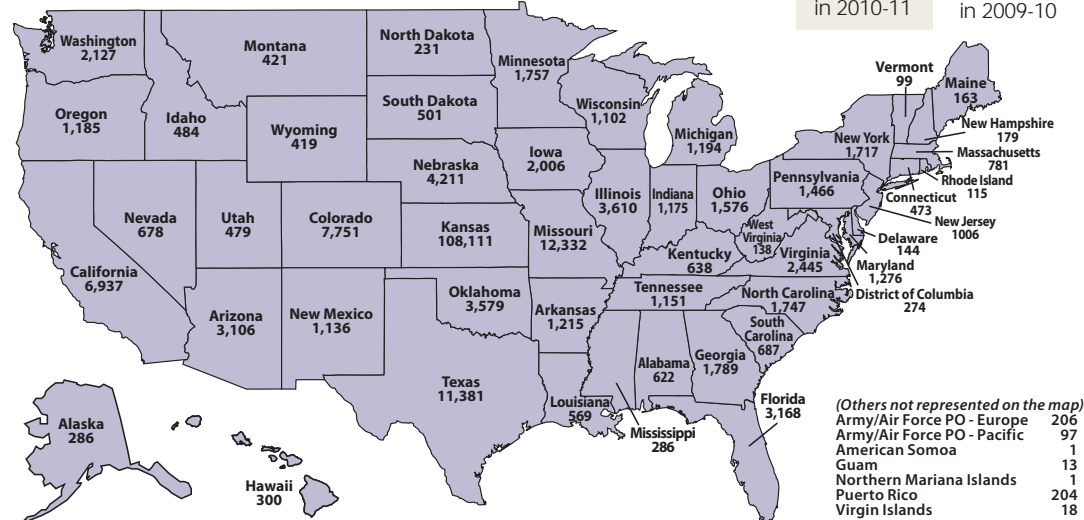 in 2010-11
in 2009-10
Washington
2,127
Montana
421
North Dakota
231
Minnesota
1,757
Vermont
99
Maine
163
Oregon
1,185
Idaho
484
Wyoming
419
South Dakota
501
Wisconsin
1,102
Michigan
1,194
New York
1,717
New Hampshire
179
Massachusetts
781
Rhode Island
115
Connecticut
473
New Jersey
1006
Delaware
144
Maryland
1,276
District of Columbia
274
Nevada
678
Utah
479
Colorado
7,751
Nebraska
4,211
Iowa
2,006
Illinois
3,610
Indiana
1,175
Ohio
1,576
Pennsylvania
1,466
West
Virginia
138
Virginia
2,445
California
6,937
Kansas
108,111
Missouri
12,332
Kentucky
638
Arizona
3,106
New Mexico
1,136
Oklahoma
3,579
Arkansas
1,215
Tennessee
1,151
North Carolina
1,747
South
Carolina
687
Texas
11,381
Louisiana
569
Mississippi
286
Alabama
622
Georgia
1,789
Florida
3,168
Alaska
286
Hawaii
300
(Others not represented on the map)
Army/Air Force PO - Europe 206
Army/Air Force PO - Pacific 97
American Somoa 1
Guam 13
Northern Mariana Islands 1
Puerto Rico 204
Virgin Islands 18